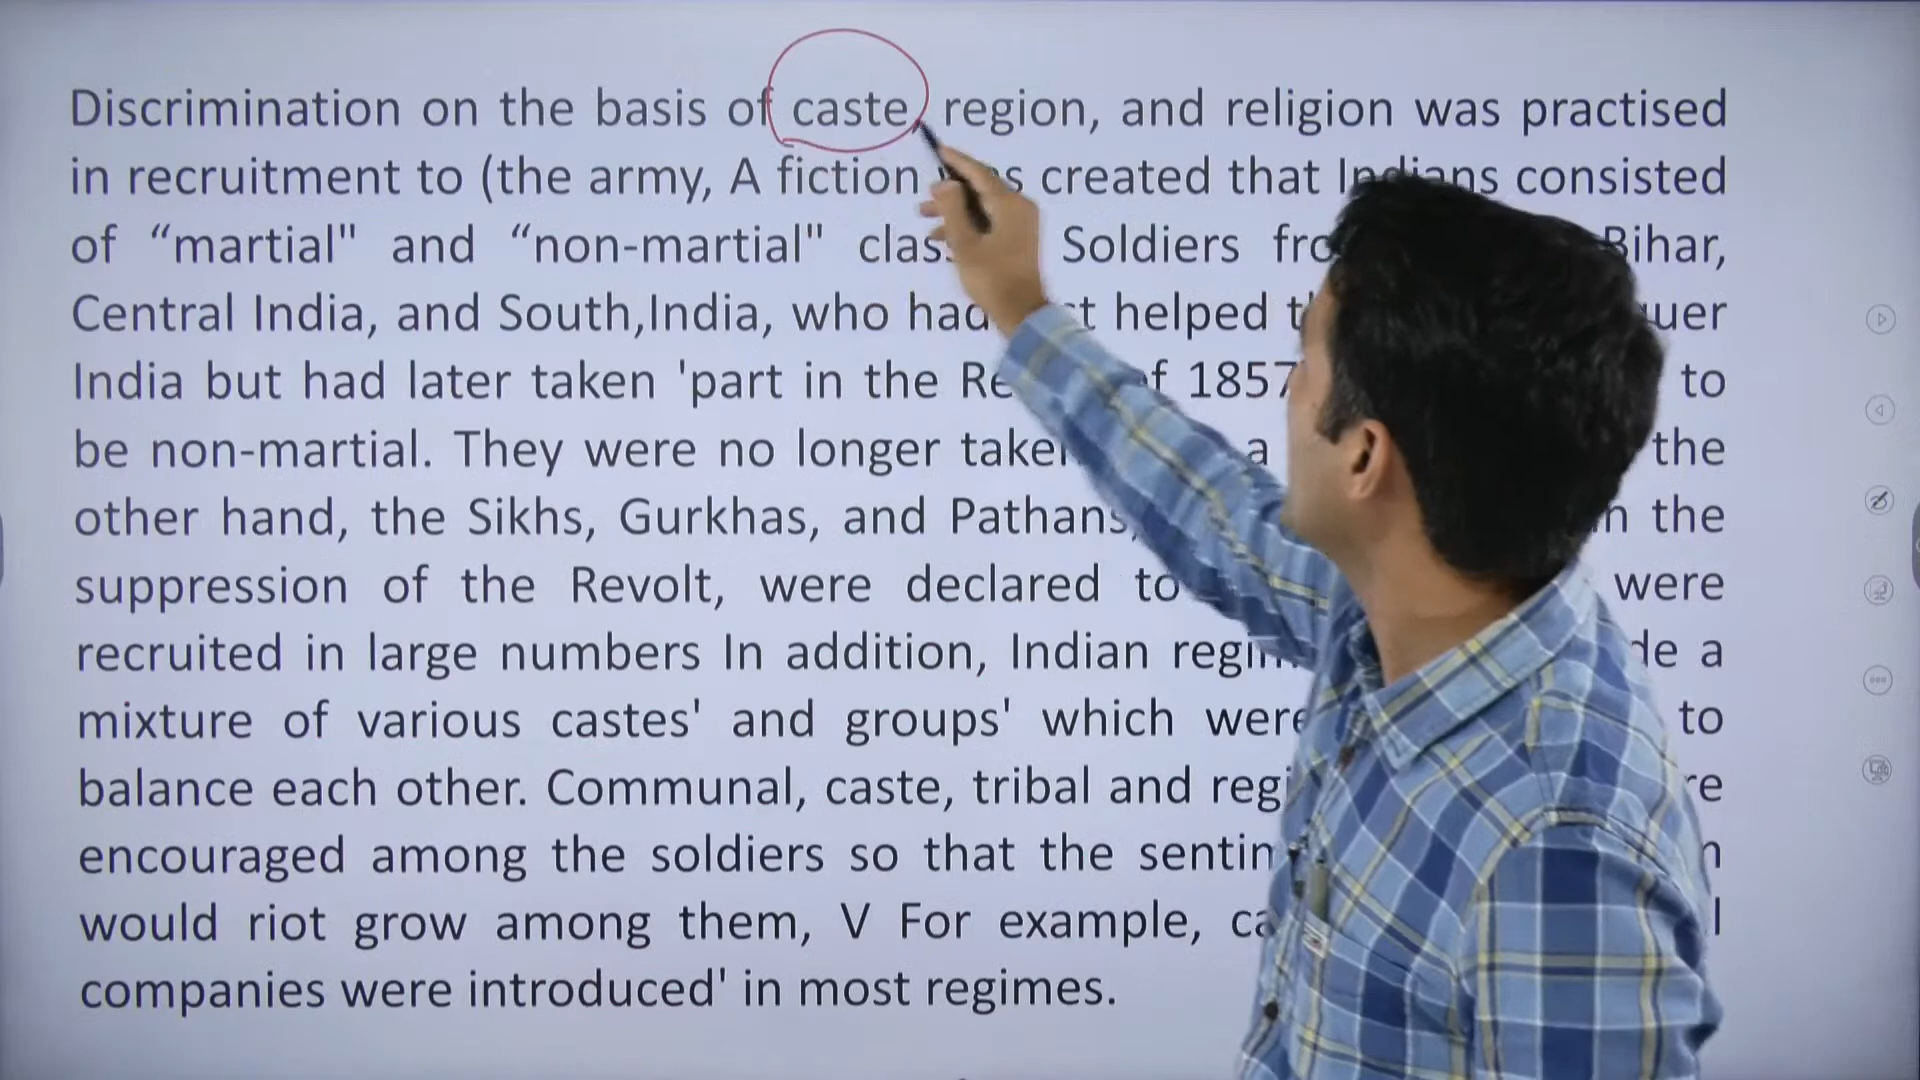 Discrimination on the basis of caste, region, and religion was practised
in recruitment to (the army, A fiction created that Indians consisted
of “martial" and “non-martial" Soldiers Bihar,
Central India, and South,India, who had helped
India but had later taken 'part in the of 1857 to
be non-martial. They were no longer a the
other hand, the Sikhs, Gurkhas, and Pathans, the
suppression of the Revolt, were declared to were
recruited in large numbers In addition, Indian a
mixture of various castes' and groups' which were to
balance each other. Communal, caste, tribal and
encouraged among the soldiers so that the
would riot grow among them, V For example,
companies were introduced' in most regimes.